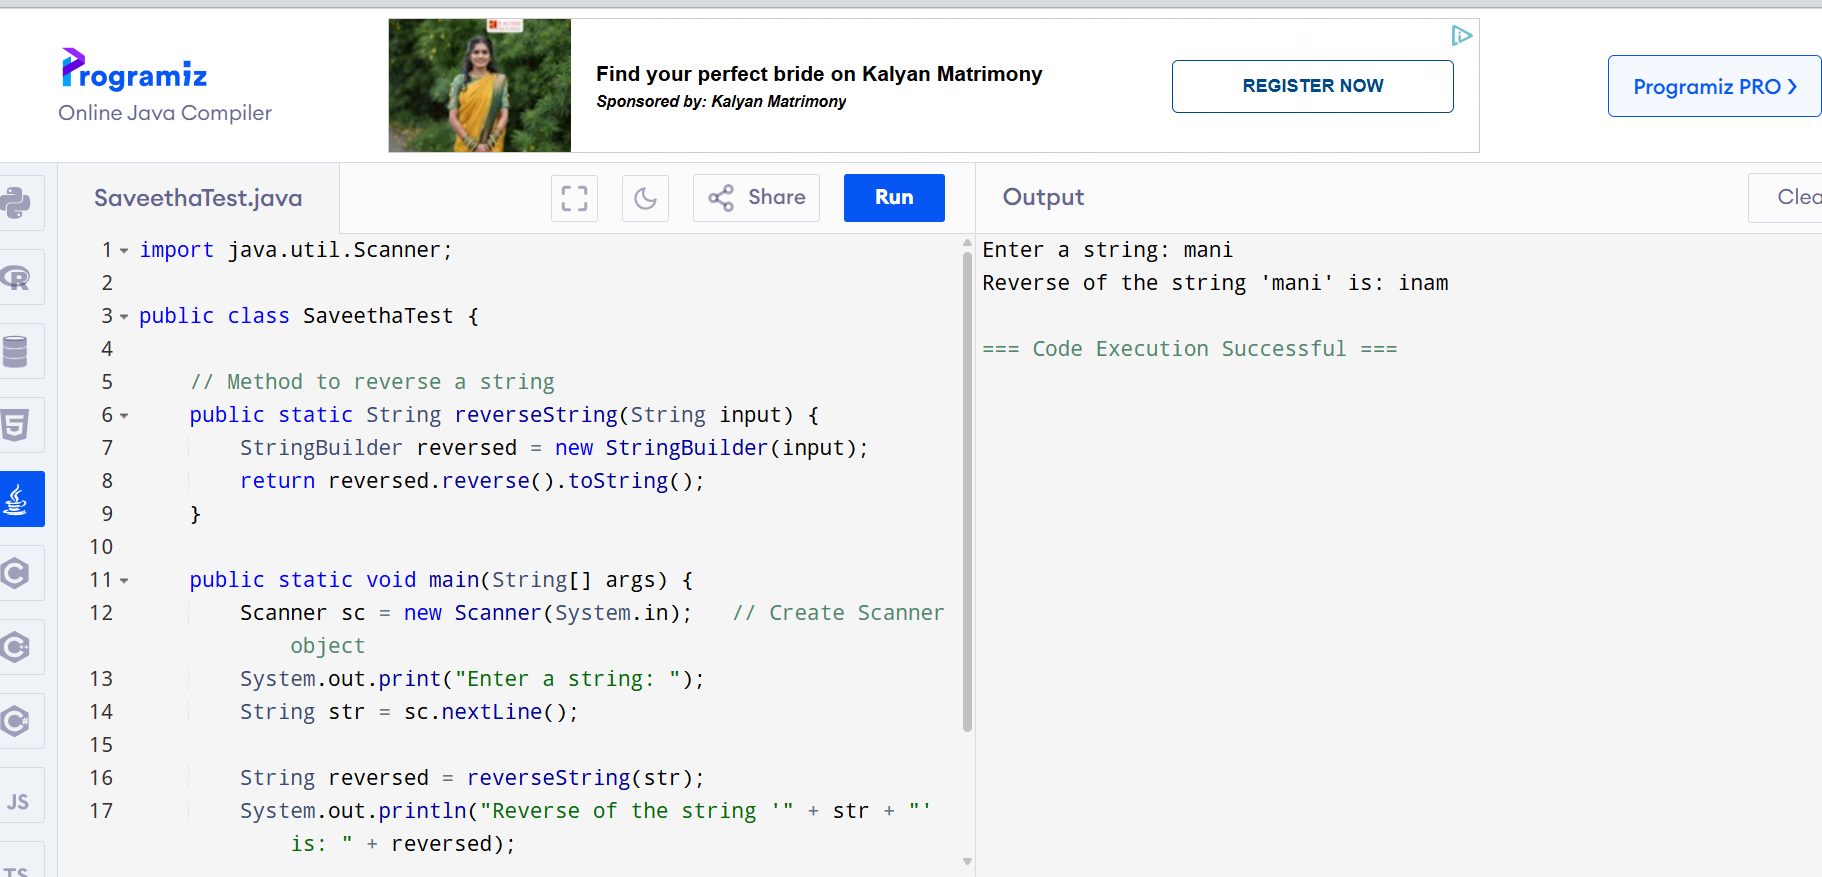 Programiz
Online Java Compiler
Find your perfect bride on Kalyan Matrimony
Sponsored by: Kalyan Matrimony
REGISTER NOW
Programiz PRO
SaveethaTest.java
Share
Run
Output
Clea
1 import java.util.Scanner;
2
3 public class SaveethaTest {
4
5 // Method to reverse a string
6 public static String reverseString(String input) {
7 StringBuilder reversed = new StringBuilder(input);
8 return reversed.reverse().toString();
9 }
10
11 public static void main(String[] args) {
12 Scanner sc = new Scanner(System.in);   // Create Scanner
object
13 System.out.print("Enter a string: ");
14 String str = sc.nextLine();
15
16 String reversed = reverseString(str);
17 System.out.println("Reverse of the string '" + str + "'
is: " + reversed);
Enter a string: mani
Reverse of the string 'mani' is: inam
=== Code Execution Successful ===
R
5
C
C++
C#
JS
TS